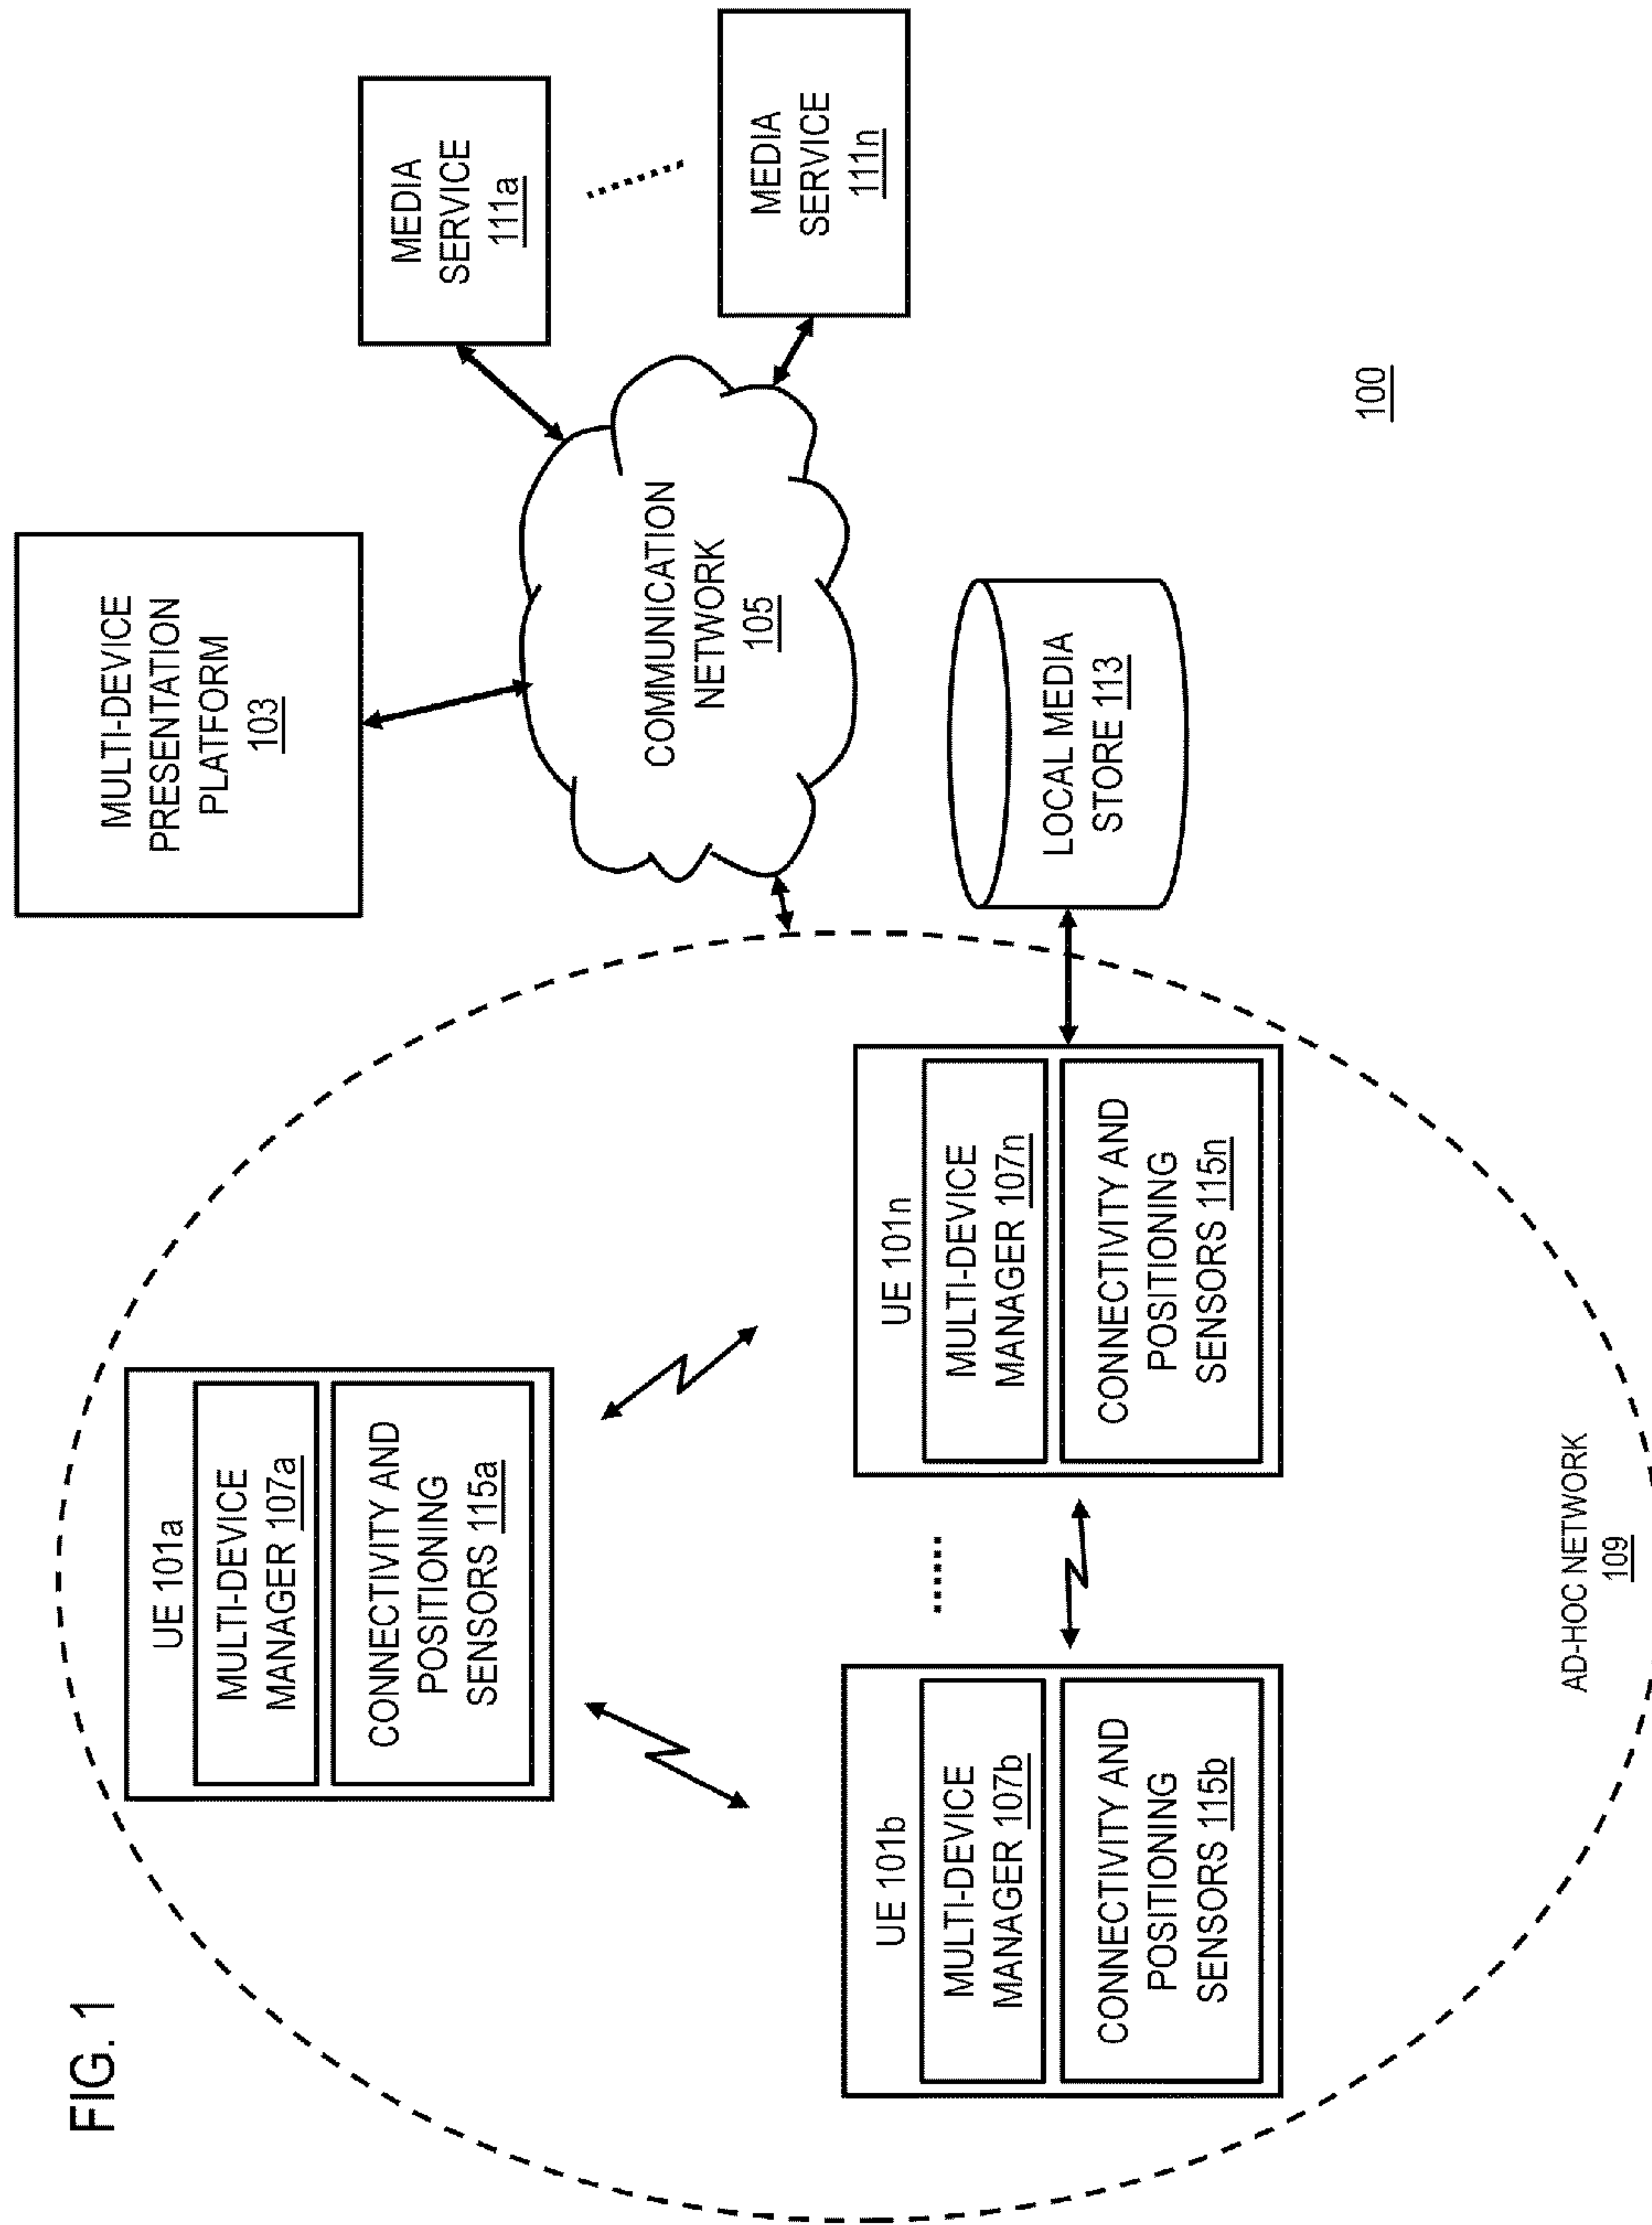 FIG. 1
MULTI-DEVICE
PRESENTATION
PLATFORM
103
MEDIA
SERVICE
111a
MEDIA
SERVICE
111n
COMMUNICATION
NETWORK
105
LOCAL MEDIA
STORE 113
UE 101a
MULTI-DEVICE
MANAGER 107a
CONNECTIVITY AND
POSITIONING
SENSORS 115a
UE 101b
MULTI-DEVICE
MANAGER 107b
CONNECTIVITY AND
POSITIONING
SENSORS 115b
UE 101n
MULTI-DEVICE
MANAGER 107n
CONNECTIVITY AND
POSITIONING
SENSORS 115n
AD-HOC NETWORK
109
100